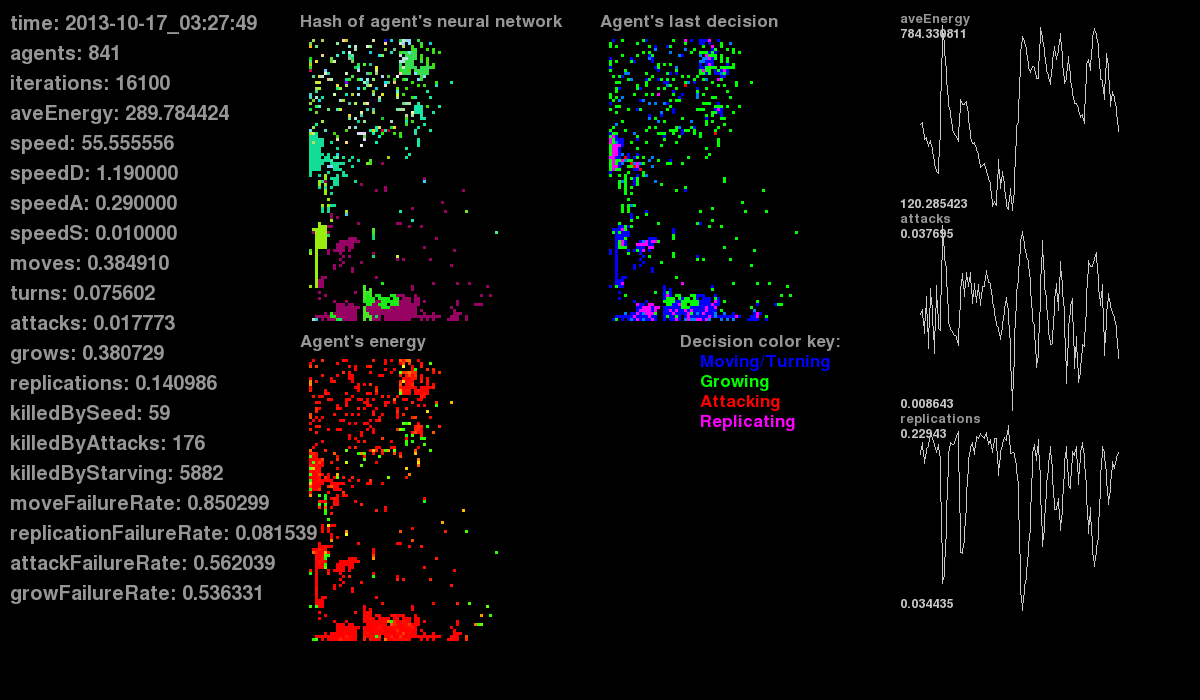 time: 2013-10-17_03:27:49
agents: 841
iterations: 16100
aveEnergy: 289.784424
speed: 55.555556
speedD: 1.190000
speedA: 0.290000
speedS: 0.010000
moves: 0.384910
turns: 0.075602
attacks: 0.017773
grows: 0.380729
replications: 0.140986
killedBySeed: 59
killedByAttacks: 176
killedByStarving: 5882
moveFailureRate: 0.850299
replicationFailureRate: 0.081539
attackFailureRate: 0.562039
growFailureRate: 0.536331
Hash of agent's neural network
Agent's last decision
Agent's energy
Decision color key:
Moving/Turning
Growing
Attacking
Replicating
aveEnergy
784.330811
120.285423
attacks
0.037695
0.008643
replications
0.22943
0.034435